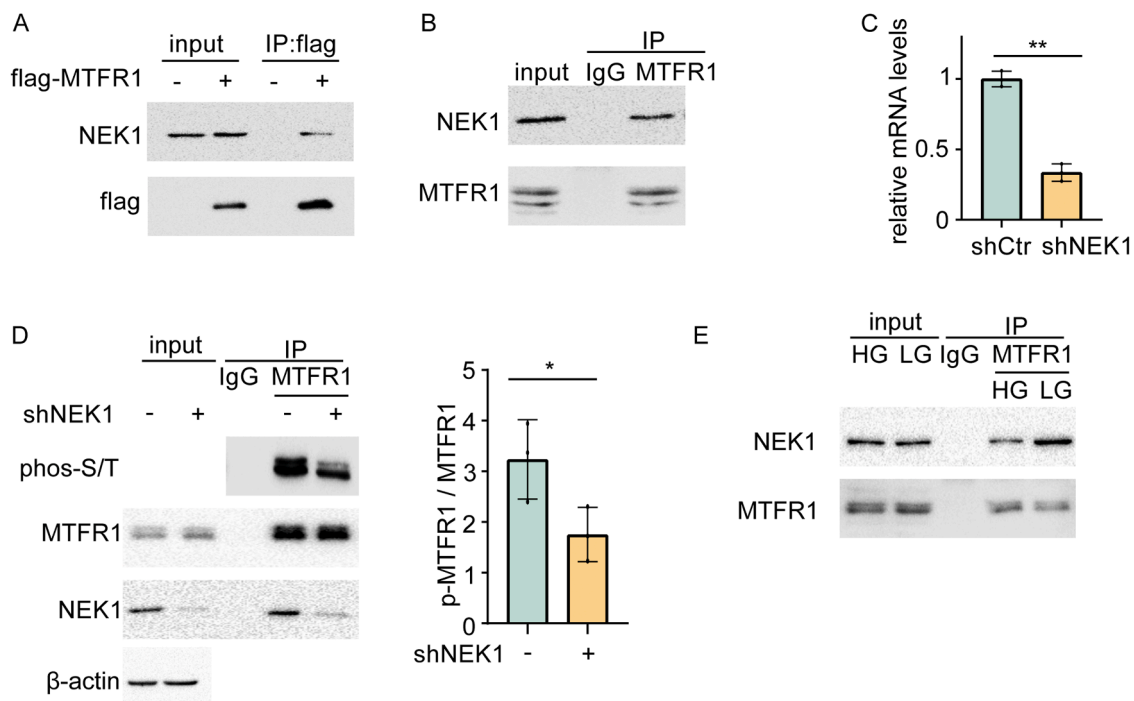 A
input IP:flag
flag-MTFR1 - + - +
NEK1
flag
B
IP
input IgG MTFR1
NEK1
MTFR1
C
relative mRNA levels
**
1
0.5
0
shCtr shNEK1
D
input IP
IgG MTFR1
shNEK1 - + - +
phos-S/T
MTFR1
NEK1
β-actin
p-MTFR1 / MTFR1
*
5
4
3
2
1
0
shNEK1 - +
E
input IP
HG LG IgG MTFR1
HG LG
NEK1
MTFR1